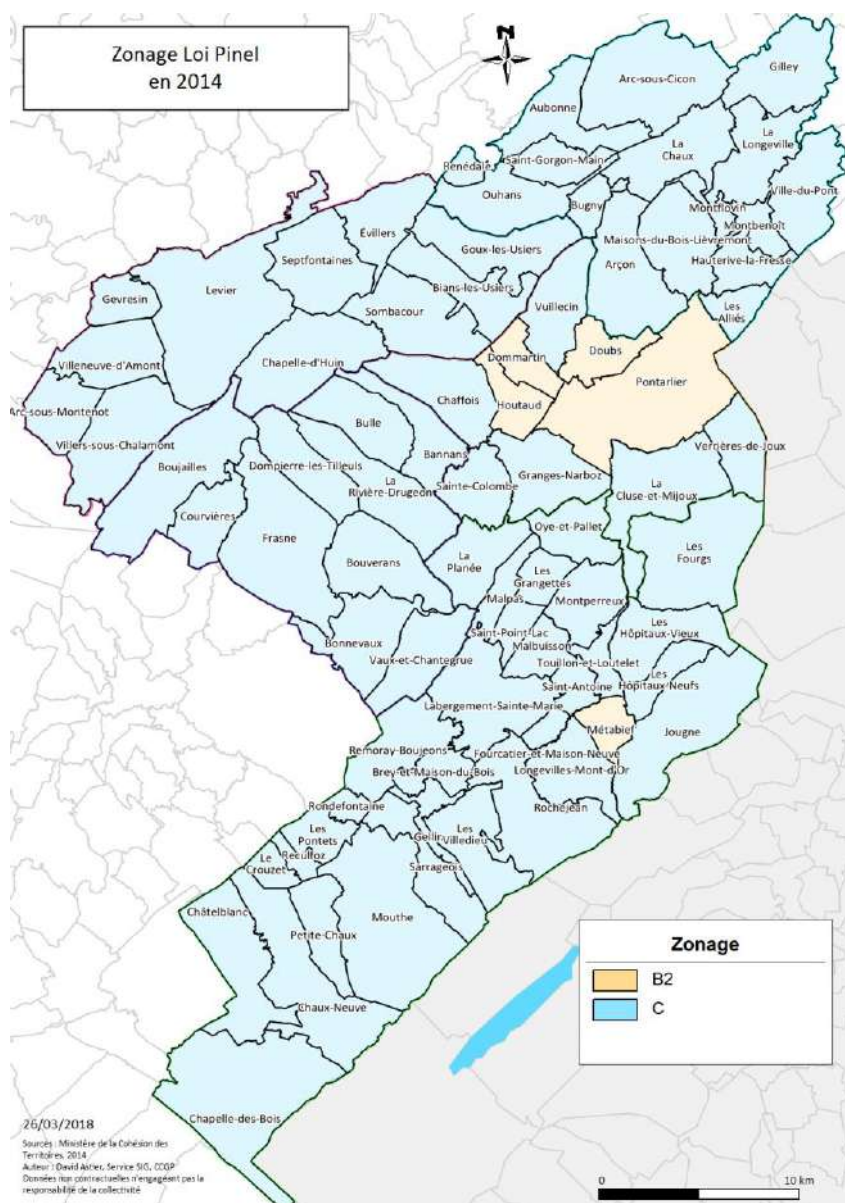 Zonage Loi Pinel
en 2014
N
Gilley
Arc-sous-Cicon
Aubonne
La
Longeville
La
Chaux
Saint-Gorgon-Main
Renédale
Ville-du-Pont
Ouhans
Bugny
Montflovin
Montbenoît
Évillers
Maisons-du-Bois-Lièvremont
Goux-les-Usiers
Hauterive-la-Fresse
Septfontaines
Arçon
Bians-les-Usiers
Levier
Gevresin
Vuillecin
Les
Alliés
Sombacour
Doubs
Dommartin
Chapelle-d'Huin
Villeneuve-d'Amont
Pontarlier
Chaffois
Houtaud
Arc-sous-Montenot
Bulle
Villers-sous-Chalamont
Verrières-de-Joux
Bannans
Boujailles
Dompierre-les-Tilleuls
La
Rivière-Drugeon
Sainte-Colombe
Granges-Narboz
La
Cluse-et-Mijoux
Courvières
Oye-et-Pallet
Frasne
Les
Fourgs
Bouverans
La
Planée
Les
Grangettes
Malpas
Montperreux
Les
Hôpitaux-Vieux
Saint-Point-Lac
Bonnevaux
Malbuisson
Vaux-et-Chantegrue
Touillon-et-Loutelet
Les
Hôpitaux-Neufs
Saint-Antoine
Labergement-Sainte-Marie
Métabief
Jougne
Remoray-Boujeons
Fourcatier-et-Maison-Neuve
Brey-et-Maison-du-Bois
Longevilles-Mont-d'Or
Rondefontaine
Rochejean
Les
Pontets
Gellin
Les
Villedieu
Reculfoz
Le
Crouzet
Sarrageois
Châtelblanc
Mouthe
Petite-Chaux
Chaux-Neuve
Chapelle-des-Bois
Zonage
B2
C
26/03/2018
Sources : Ministère de la Cohésion des
Territoires, 2014
Auteur : David Astier, Service SIG, CCGP
Données non contractuelles n'engageant pas la
responsabilité de la collectivité
0
10 km